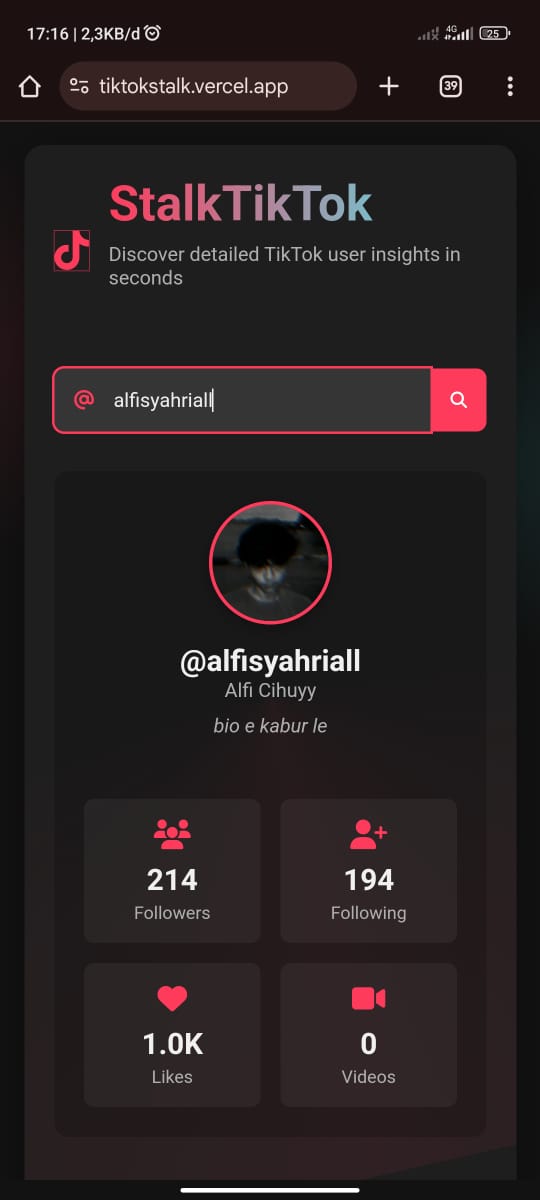 17:16 | 2,3KB/d
4G
25
tiktokstalk.vercel.app
39
StalkTikTok
Discover detailed TikTok user insights in
seconds
@ alfisyahriall
@alfisyahriall
Alfi Cihuyy
bio e kabur le
214
Followers
194
Following
1.0K
Likes
0
Videos